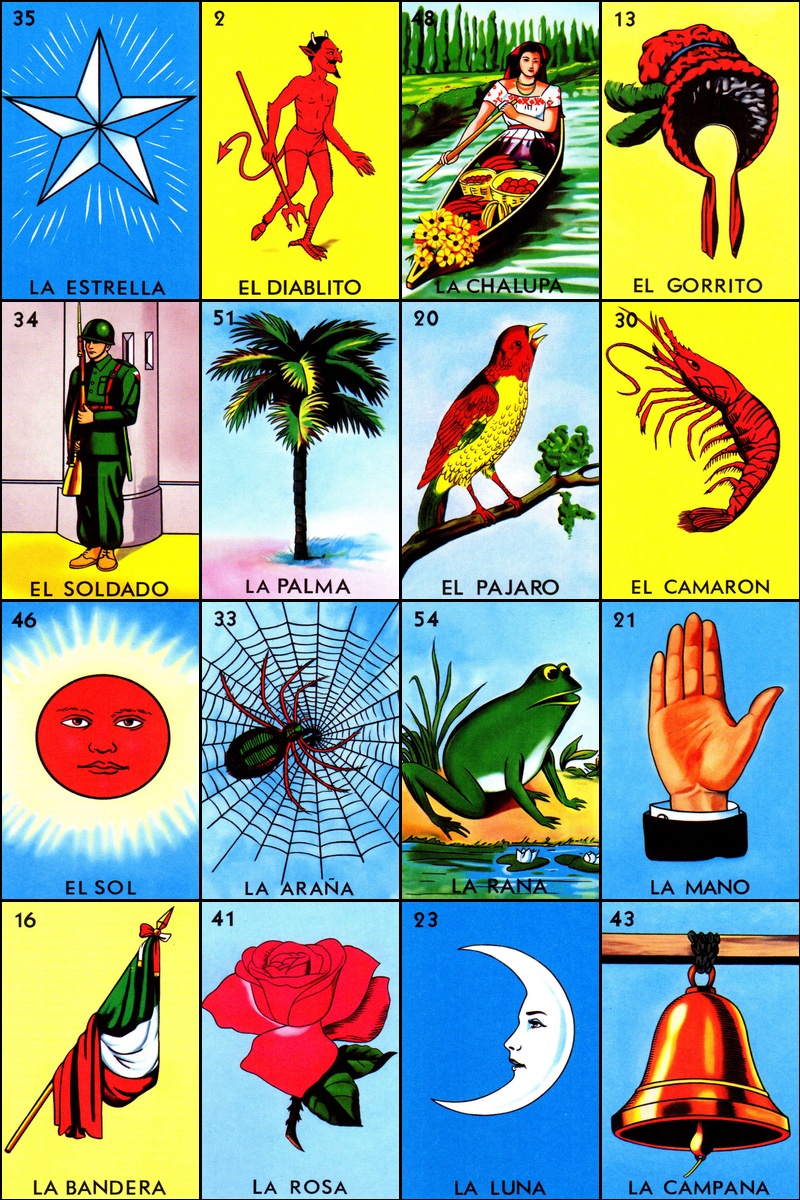 35
LA ESTRELLA
2
EL DIABLITO
48
LA CHALUPA
13
EL GORRITO
34
EL SOLDADO
51
LA PALMA
20
EL PAJARO
30
EL CAMARON
46
EL SOL
33
LA ARAÑA
54
LA RANA
21
LA MANO
16
LA BANDERA
41
LA ROSA
23
LA LUNA
43
LA CAMPANA